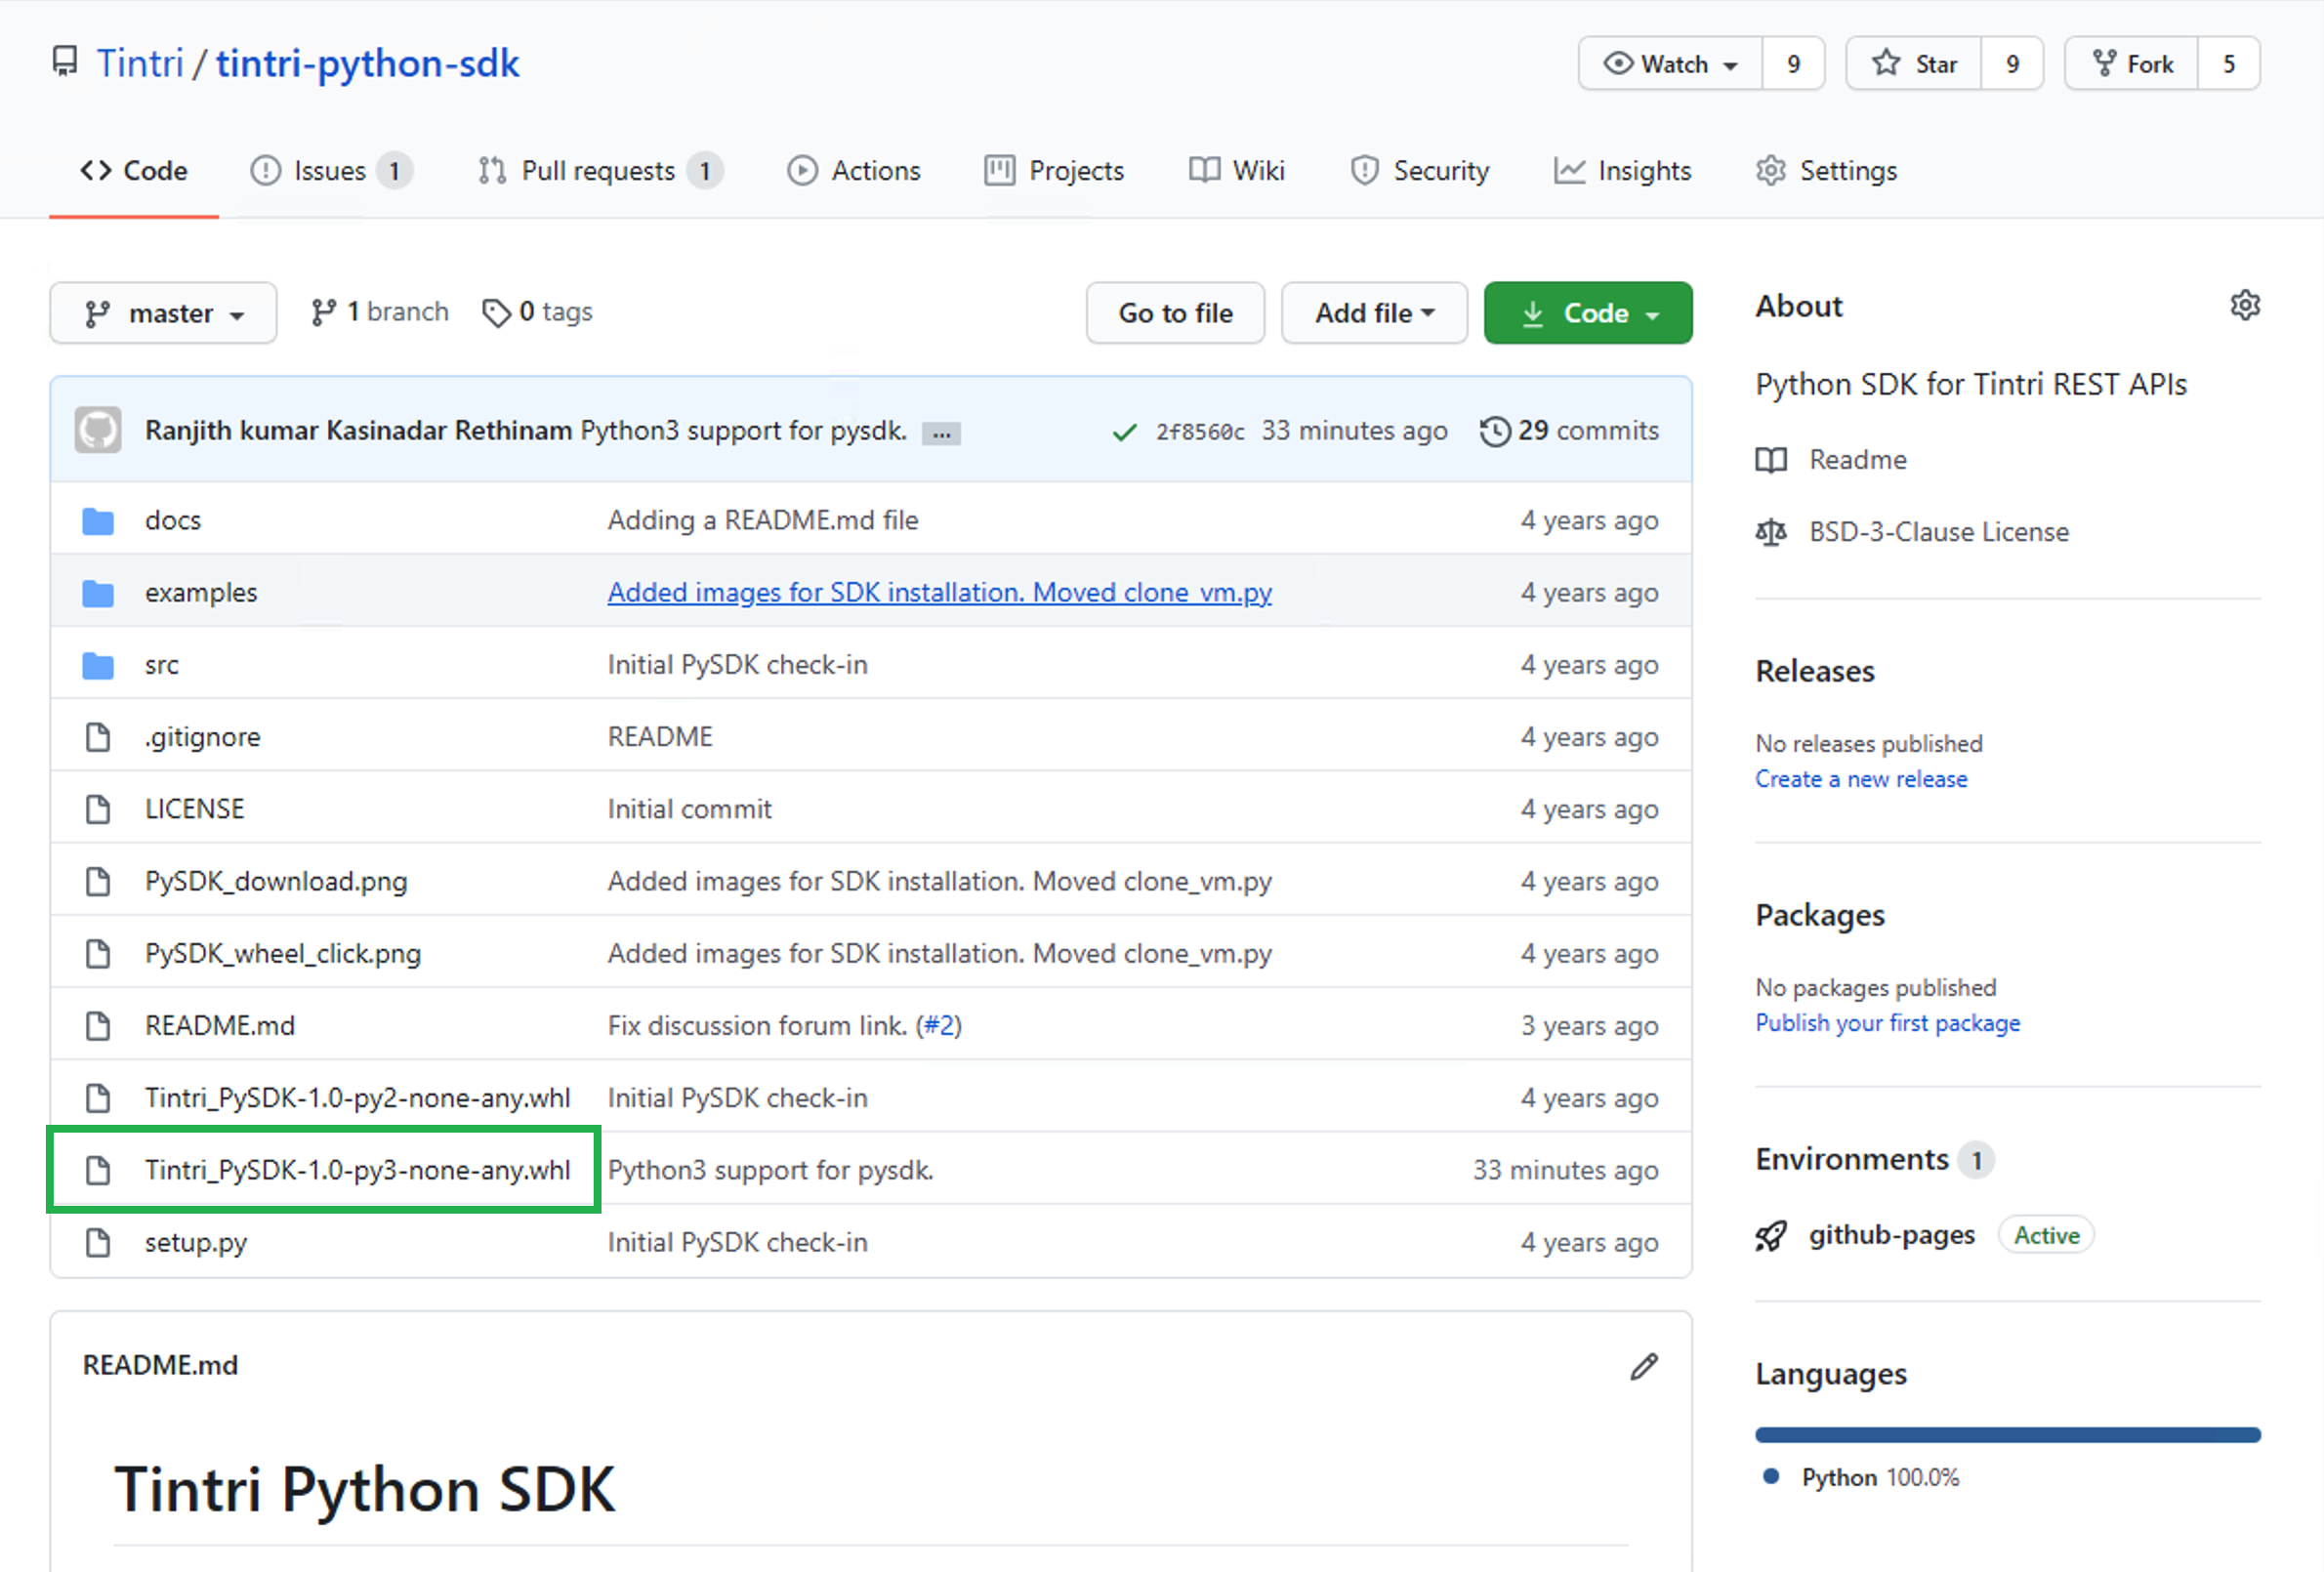 Tintri / tintri-python-sdk
Watch 9 Star 9 Fork 5
Code Issues 1 Pull requests 1 Actions Projects Wiki Security Insights Settings
master 1 branch 0 tags Go to file Add file Code
Ranjith kumar Kasinadar Rethinam Python3 support for pysdk. ... 2f8560c 33 minutes ago 29 commits
docs Adding a README.md file 4 years ago
examples Added images for SDK installation. Moved clone_vm.py 4 years ago
src Initial PySDK check-in 4 years ago
.gitignore README 4 years ago
LICENSE Initial commit 4 years ago
PySDK_download.png Added images for SDK installation. Moved clone_vm.py 4 years ago
PySDK_wheel_click.png Added images for SDK installation. Moved clone_vm.py 4 years ago
README.md Fix discussion forum link. (#2) 3 years ago
Tintri_PySDK-1.0-py2-none-any.whl Initial PySDK check-in 4 years ago
Tintri_PySDK-1.0-py3-none-any.whl Python3 support for pysdk. 33 minutes ago
setup.py Initial PySDK check-in 4 years ago
README.md
Tintri Python SDK
About
Python SDK for Tintri REST APIs
Readme
BSD-3-Clause License
Releases
No releases published
Create a new release
Packages
No packages published
Publish your first package
Environments 1
github-pages Active
Languages
Python 100.0%